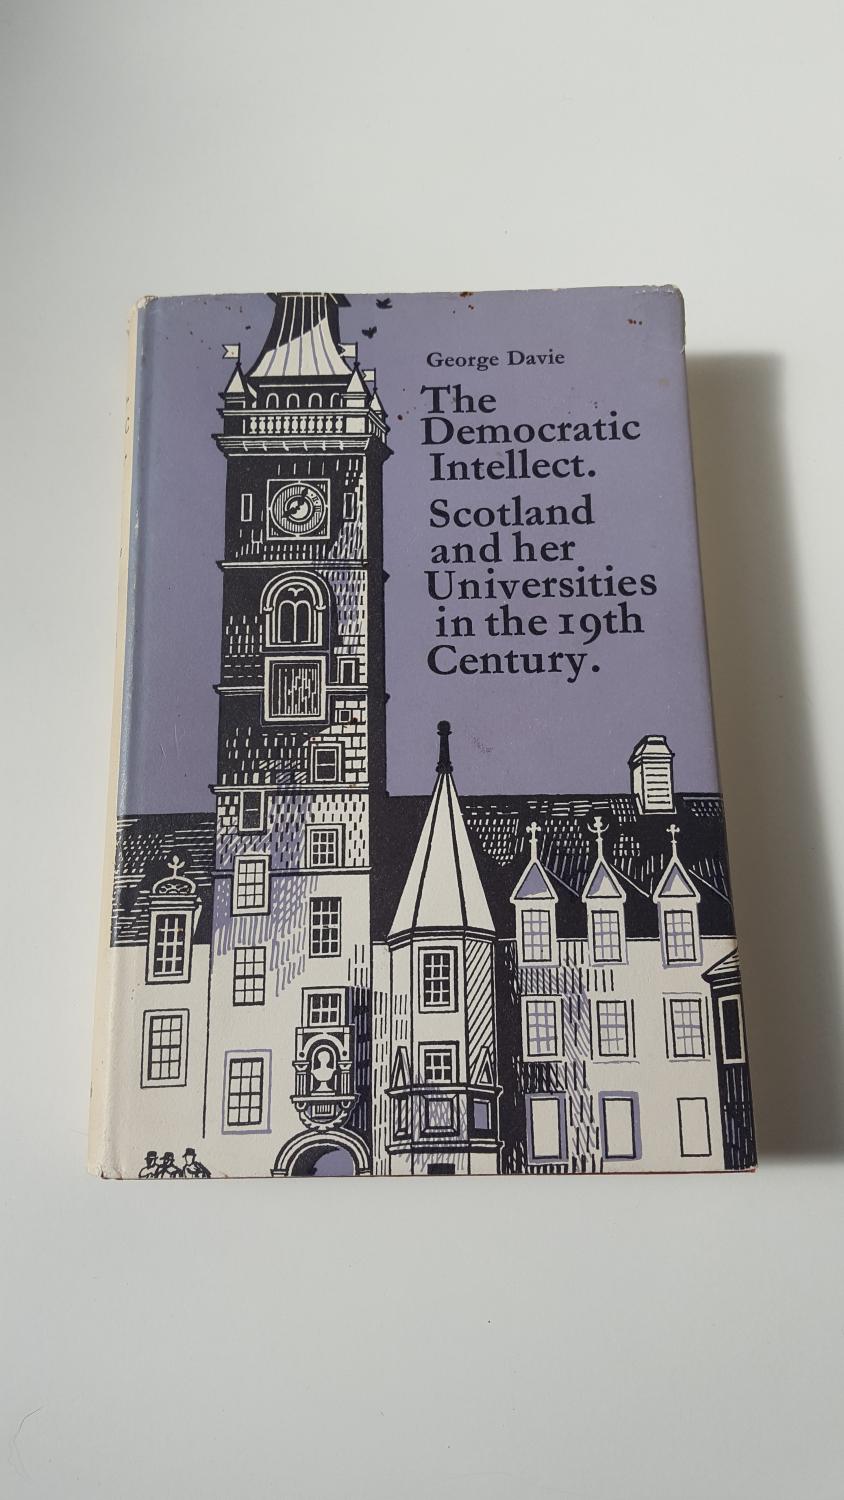 George Davie
The
Democratic
Intellect.
Scotland
and her
Universities
in the 19th
Century.